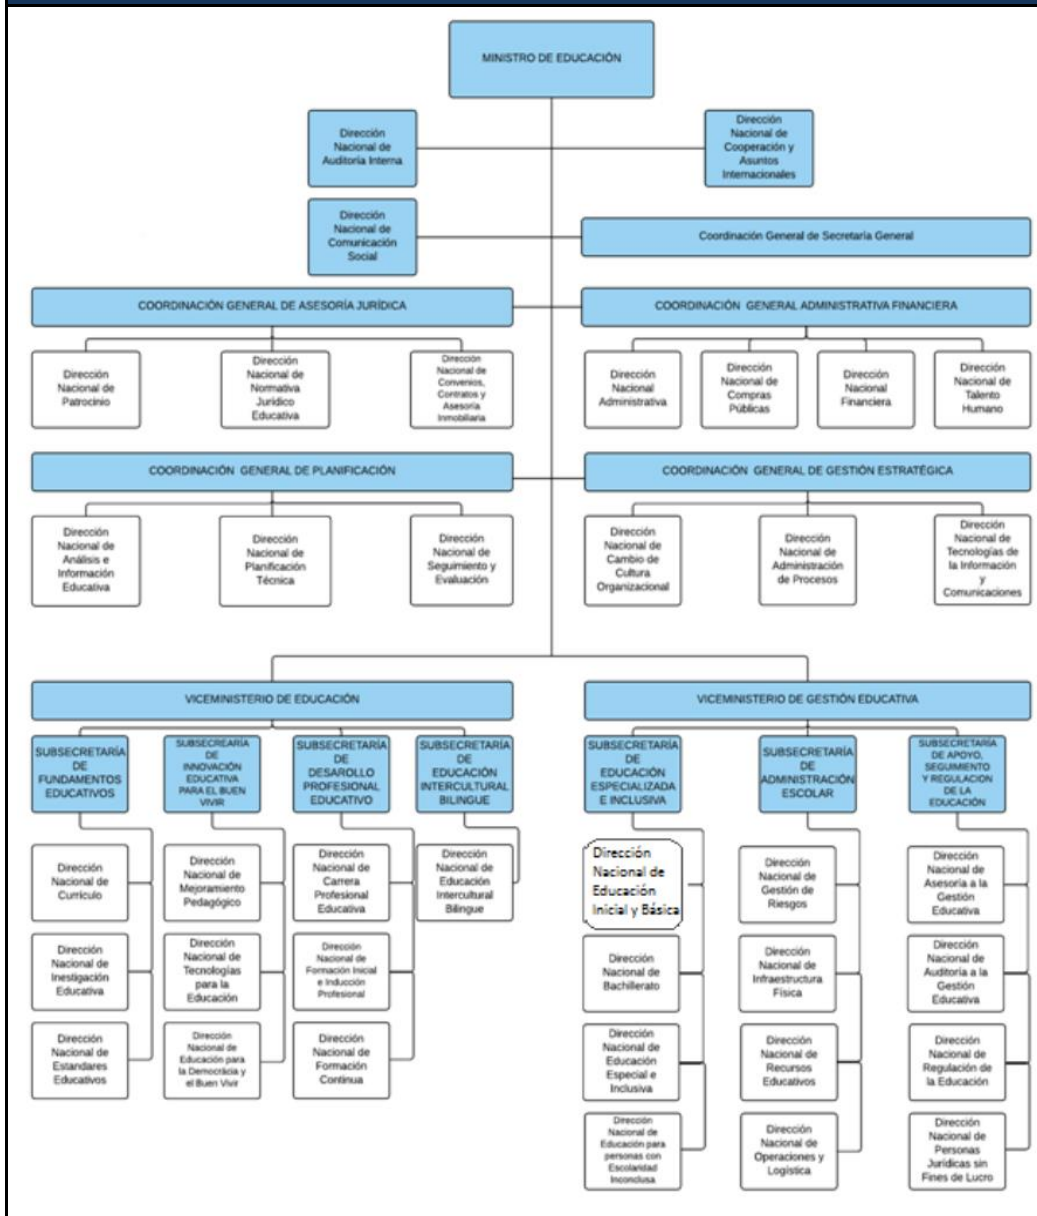 MINISTRO DE EDUCACIÓN
Dirección
Nacional de
Auditoría Interna
Dirección
Nacional de
Cooperación y
Asuntos
Internacionales
Dirección
Nacional de
Comunicación
Social
Coordinación General de Secretaría General
COORDINACIÓN GENERAL DE ASESORÍA JURÍDICA
Dirección
Nacional de
Patrocinio
Dirección
Nacional de
Normativa
Jurídico
Educativa
Dirección
Nacional de
Convenios,
Contratos y
Asesoría
Inmobiliaria
COORDINACIÓN GENERAL ADMINISTRATIVA FINANCIERA
Dirección
Nacional
Administrativa
Dirección
Nacional de
Compras
Públicas
Dirección
Nacional
Financiera
Dirección
Nacional de
Talento
Humano
COORDINACIÓN GENERAL DE PLANIFICACIÓN
Dirección
Nacional de
Análisis e
Información
Educativa
Dirección
Nacional de
Planificación
Técnica
Dirección
Nacional de
Seguimiento y
Evaluación
COORDINACIÓN GENERAL DE GESTIÓN ESTRATÉGICA
Dirección
Nacional de
Cambio de
Cultura
Organizacional
Dirección
Nacional de
Administración
de Procesos
Dirección
Nacional de
Tecnologías de
la Información
y
Comunicaciones
VICEMINISTERIO DE EDUCACIÓN
SUBSECRETARÍA
DE
FUNDAMENTOS
EDUCATIVOS
Dirección
Nacional de
Currículo
Dirección
Nacional de
Inestigación
Educativa
Dirección
Nacional de
Estandares
Educativos
SUBSECREARÍA
DE
INNOVACIÓN
EDUCATIVA
PARA EL BUEN
VIVIR
Dirección
Nacional de
Mejoramiento
Pedagógico
Dirección
Nacional de
Tecnologías
para la
Educación
Dirección
Nacional de
Educación para
la Democrácia y
el Buen Vivir
SUBSECRETARÍA
DE
DESAROLLO
PROFESIONAL
EDUCATIVO
Dirección
Nacional de
Carrera
Profesional
Educativa
Dirección
Nacional de
Formación Inicial
e Inducción
Profesional
Dirección
Nacional de
Formación
Continua
SUBSECRETARÍA
DE
EDUCACIÓN
INTERCULTURAL
BILINGUE
Dirección
Nacional de
Educación
Intercultural
Bilingue
VICEMINISTERIO DE GESTIÓN EDUCATIVA
SUBSECRETARÍA
DE
EDUCACIÓN
ESPECIALIZADA
E INCLUSIVA
Dirección
Nacional de
Educación
Inicial y Básica
Dirección
Nacional de
Bachillerato
Dirección
Nacional de
Educación
Especial e
Inclusiva
Dirección
Nacional de
Educación para
personas con
Escolaridad
Inconclusa
SUBSECRETARÍA
DE
ADMINISTRACIÓN
ESCOLAR
Dirección
Nacional de
Gestión de
Riesgos
Dirección
Nacional de
Infraestructura
Física
Dirección
Nacional de
Recursos
Educativos
Dirección
Nacional de
Operaciones y
Logística
SUBSECRETARÍA
DE APOYO,
SEGUIMIENTO
Y REGULACION
DE LA
EDUCACIÓN
Dirección
Nacional de
Asesoría a la
Gestión
Educativa
Dirección
Nacional de
Auditoría a la
Gestión
Educativa
Dirección
Nacional de
Regulación de
la Educación
Dirección
Nacional de
Personas
Jurídicas sin
Fines de Lucro